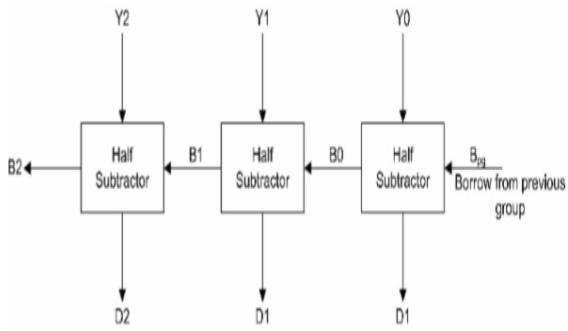 Y2 Y1 Y0
B2 Half Subtractor B1 Half Subtractor B0 Half Subtractor B_pg
Borrow from previous
group
D2 D1 D1